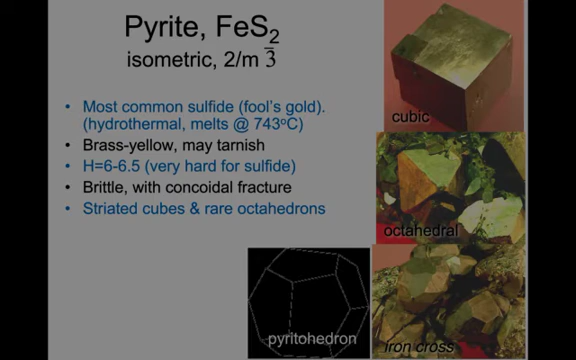 Pyrite, FeS2
isometric, 2/m 3̅
• Most common sulfide (fool's gold).
(hydrothermal, melts @ 743°C)
• Brass-yellow, may tarnish
• H=6-6.5 (very hard for sulfide)
• Brittle, with concoidal fracture
• Striated cubes & rare octahedrons
cubic
octahedral
pyritohedron
iron cross